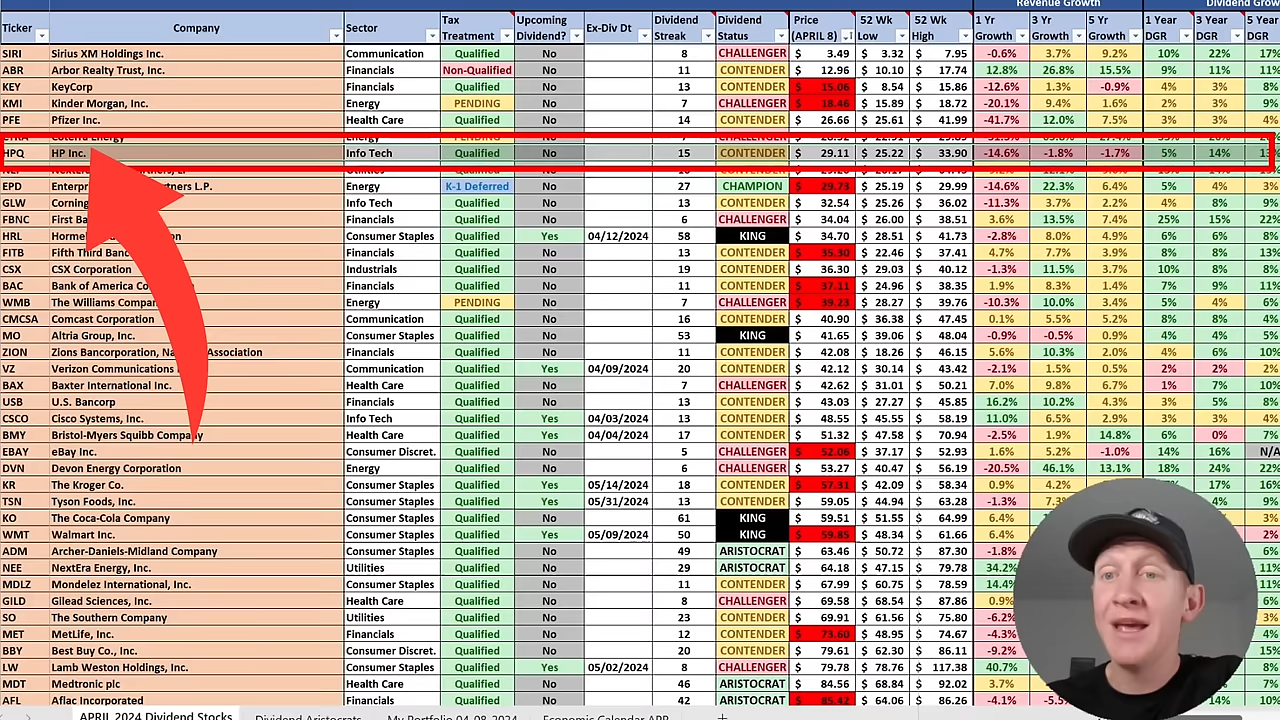 Revenue Growth Dividend Grow
Ticker Company Sector Tax Treatment Upcoming Dividend? Ex-Div Dt Dividend Streak Dividend Status Price (APRIL 8) 52 Wk Low 52 Wk High 1 Yr Growth 3 Yr Growth 5 Yr Growth 1 Year DGR 3 Year DGR 5 Year DGR
SIRI Sirius XM Holdings Inc. Communication Qualified No 8 CHALLENGER $ 3.49 $ 3.32 $ 7.95 -0.6% 3.7% 9.2% 10% 22% 17%
ABR Arbor Realty Trust, Inc. Financials Non-Qualified No 11 CONTENDER $ 12.96 $ 10.10 $ 17.74 12.8% 26.8% 15.5% 9% 11% 11%
KEY KeyCorp Financials Qualified No 13 CONTENDER $ 15.06 $ 8.54 $ 15.86 -12.6% 1.3% -0.9% 4% 3% 8%
KMI Kinder Morgan, Inc. Energy PENDING No 7 CHALLENGER $ 18.46 $ 15.89 $ 18.72 -20.1% 9.4% 1.6% 2% 3% 9%
PFE Pfizer Inc. Health Care Qualified No 14 CONTENDER $ 26.66 $ 25.61 $ 41.99 -41.7% 12.0% 7.5% 3% 3% 4%
Coterra Energy Energy
HPQ HP Inc. Info Tech Qualified No 15 CONTENDER $ 29.11 $ 25.22 $ 33.90 -14.6% -1.8% -1.7% 5% 14% 13%
EPD Enterpr rtners L.P. Energy K-1 Deferred No 27 CHAMPION $ 29.73 $ 25.19 $ 29.99 -14.6% 22.3% 6.4% 5% 4% 3%
GLW Corning Info Tech Qualified No 13 CONTENDER $ 32.54 $ 25.26 $ 36.02 -11.3% 3.7% 2.2% 4% 8% 9%
FBNC First Ba Financials Qualified No 6 CHALLENGER $ 34.04 $ 26.00 $ 38.51 3.6% 13.5% 7.4% 25% 15% 22%
HRL Horme on Consumer Staples Qualified Yes 04/12/2024 58 KING $ 34.70 $ 28.51 $ 41.73 -2.8% 8.0% 4.9% 6% 6% 8%
FITB Fifth Third Banc Financials Qualified No 13 CONTENDER $ 35.30 $ 22.46 $ 37.41 4.7% 7.7% 3.9% 8% 8% 13%
CSX CSX Corporation Industrials Qualified No 19 CONTENDER $ 36.30 $ 29.03 $ 40.12 -1.3% 11.5% 3.7% 10% 8% 8%
BAC Bank of America Co Financials Qualified No 11 CONTENDER $ 37.11 $ 24.96 $ 38.35 1.9% 8.3% 1.4% 7% 9% 11%
WMB The Williams Compa Energy PENDING No 7 CHALLENGER $ 39.23 $ 28.27 $ 39.76 -10.3% 10.0% 3.4% 5% 4% 6%
CMCSA Comcast Corporation Communication Qualified No 16 CONTENDER $ 40.90 $ 36.38 $ 47.45 0.1% 5.5% 5.2% 8% 8% 4%
MO Altria Group, Inc. Consumer Staples Qualified No 53 KING $ 41.65 $ 39.06 $ 48.04 -0.9% -0.5% 0.9% 4% 4% 5%
ZION Zions Bancorporation, Na Association Financials Qualified No 11 CONTENDER $ 42.08 $ 18.26 $ 46.15 5.6% 10.3% 2.0% 4% 6% 10%
VZ Verizon Communications Communication Qualified Yes 04/09/2024 20 CONTENDER $ 42.12 $ 30.14 $ 43.42 -2.1% 1.5% 0.5% 2% 2% 2%
BAX Baxter International Inc. Health Care Qualified No 7 CHALLENGER $ 42.62 $ 31.01 $ 50.21 7.0% 9.8% 6.7% 1% 7% 10%
USB U.S. Bancorp Financials Qualified No 13 CONTENDER $ 43.03 $ 27.27 $ 45.85 16.2% 10.2% 4.3% 3% 5% 8%
CSCO Cisco Systems, Inc. Info Tech Qualified Yes 04/03/2024 13 CONTENDER $ 48.55 $ 45.55 $ 58.19 11.0% 6.5% 2.9% 3% 3% 4%
BMY Bristol-Myers Squibb Company Health Care Qualified Yes 04/04/2024 17 CONTENDER $ 51.32 $ 47.58 $ 70.94 -2.5% 1.9% 14.8% 6% 0% 7%
EBAY eBay Inc. Consumer Discret. Qualified No 5 CHALLENGER $ 52.06 $ 37.17 $ 52.93 1.6% 5.2% -1.0% 14% 16% N/A
DVN Devon Energy Corporation Energy Qualified No 6 CHALLENGER $ 53.27 $ 40.47 $ 56.19 -20.5% 46.1% 13.1% 18% 24% 22%
KR The Kroger Co. Consumer Staples Qualified Yes 05/14/2024 18 CONTENDER $ 57.31 $ 42.09 $ 58.34 0.9% 4.2% 17% 16%
TSN Tyson Foods, Inc. Consumer Staples Qualified Yes 05/31/2024 13 CONTENDER $ 59.05 $ 44.94 $ 63.28 -1.3% 4% 9%
KO The Coca-Cola Company Consumer Staples Qualified No 61 KING $ 59.51 $ 51.55 $ 64.99 6.4% 3%
WMT Walmart Inc. Consumer Staples Qualified Yes 05/09/2024 50 KING $ 59.85 $ 48.34 $ 61.66 6.4% 2%
ADM Archer-Daniels-Midland Company Consumer Staples Qualified No 49 ARISTOCRAT $ 63.46 $ 50.72 $ 87.30 -1.8% 6%
NEE NextEra Energy, Inc. Utilities Qualified No 29 ARISTOCRAT $ 64.18 $ 47.15 $ 79.78 34.2% 11%
MDLZ Mondelez International, Inc. Consumer Staples Qualified No 11 CONTENDER $ 67.99 $ 60.75 $ 78.59 14.4% 11%
GILD Gilead Sciences, Inc. Health Care Qualified No 8 CHALLENGER $ 69.58 $ 68.54 $ 87.86 0.9% 6%
SO The Southern Company Utilities Qualified No 23 CONTENDER $ 69.91 $ 61.56 $ 75.80 -6.2% 3%
MET MetLife, Inc. Financials Qualified No 12 CONTENDER $ 73.60 $ 48.95 $ 74.67 -4.3% 4%
BBY Best Buy Co., Inc. Consumer Discret. Qualified No 20 CONTENDER $ 79.61 $ 62.30 $ 86.11 -9.2% 15%
LW Lamb Weston Holdings, Inc. Consumer Staples Qualified Yes 05/02/2024 8 CHALLENGER $ 79.78 $ 78.76 $ 117.38 40.7% 8%
MDT Medtronic plc Health Care Qualified No 46 ARISTOCRAT $ 84.56 $ 68.84 $ 92.02 3.7% 7%
AFL Aflac Incorporated Financials Qualified No 42 ARISTOCRAT $ 85.42 $ 64.06 $ 86.26 -4.1% 14% 10%
APRIL 2024 Dividend Stocks Dividend Aristocrats My Portfolio 04-08-2024 Economic Calendar APR